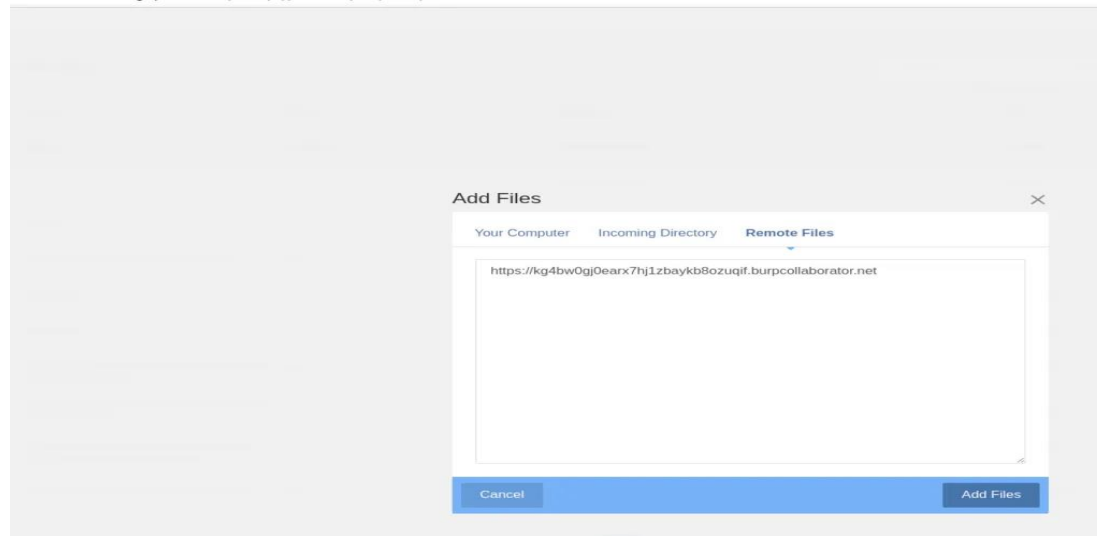 Add Files
Your Computer Incoming Directory Remote Files
https://kg4bw0gj0earx7hj1zbaykb8ozuqif.burpcollaborator.net
Cancel Add Files